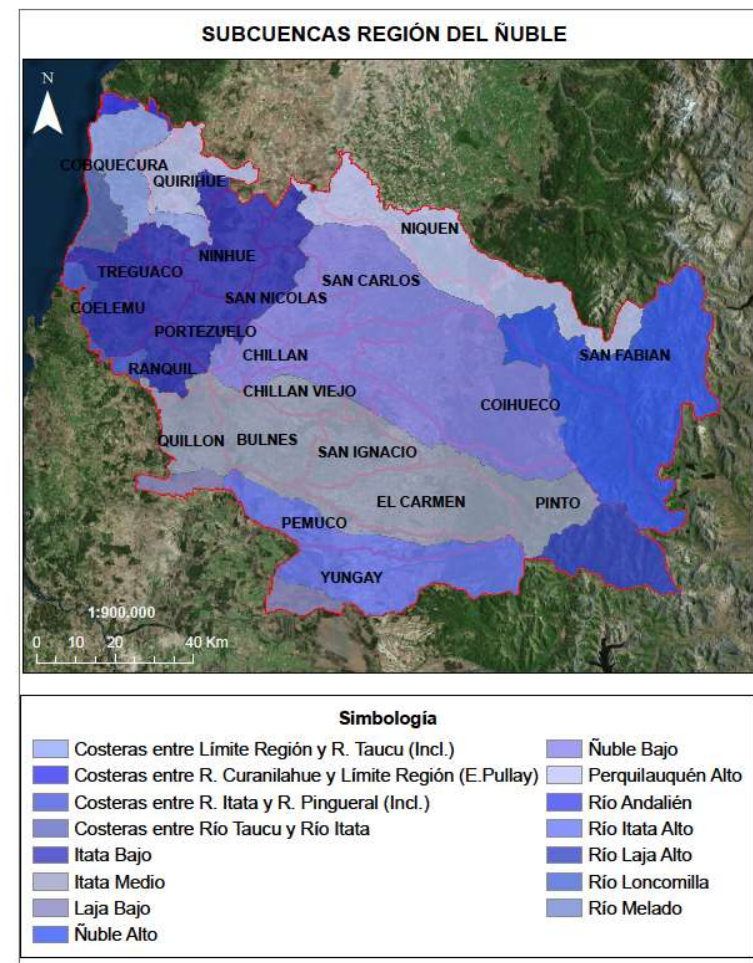 SUBCUENCAS REGIÓN DEL ÑUBLE
N
COBQUECURA
QUIRIHUE
NIQUEN
NINHUE
TREGUACO
SAN CARLOS
SAN NICOLAS
COELEMU
PORTEZUELO
CHILLAN
SAN FABIAN
RANQUIL
CHILLAN VIEJO
COIHUECO
QUILLON
BULNES
SAN IGNACIO
EL CARMEN
PINTO
PEMUCO
YUNGAY
1:900.000
0 10 20 40 Km
Simbología
Costeras entre Límite Región y R. Taucu (Incl.)
Costeras entre R. Curanilahue y Límite Región (E.Pullay)
Costeras entre R. Itata y R. Pingueral (Incl.)
Costeras entre Río Taucu y Río Itata
Itata Bajo
Itata Medio
Laja Bajo
Ñuble Alto
Ñuble Bajo
Perquilauquén Alto
Río Andalién
Río Itata Alto
Río Laja Alto
Río Loncomilla
Río Melado